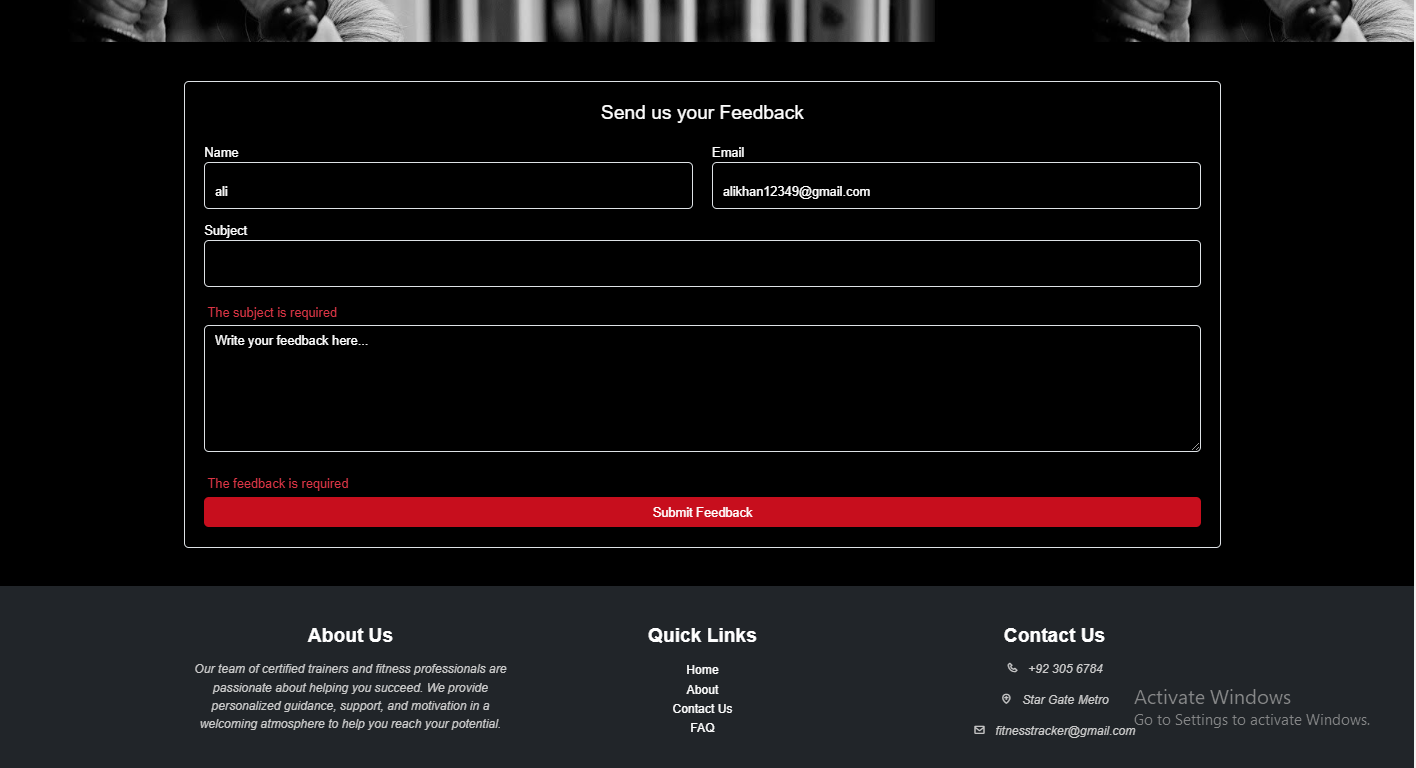 Send us your Feedback
Name
Email
ali
alikhan12349@gmail.com
Subject
The subject is required
Write your feedback here...
The feedback is required
Submit Feedback
About Us
Our team of certified trainers and fitness professionals are
passionate about helping you succeed. We provide
personalized guidance, support, and motivation in a
welcoming atmosphere to help you reach your potential.
Quick Links
Home
About
Contact Us
FAQ
Contact Us
+92 305 6784
Star Gate Metro
fitnesstracker@gmail.com
Activate Windows
Go to Settings to activate Windows.